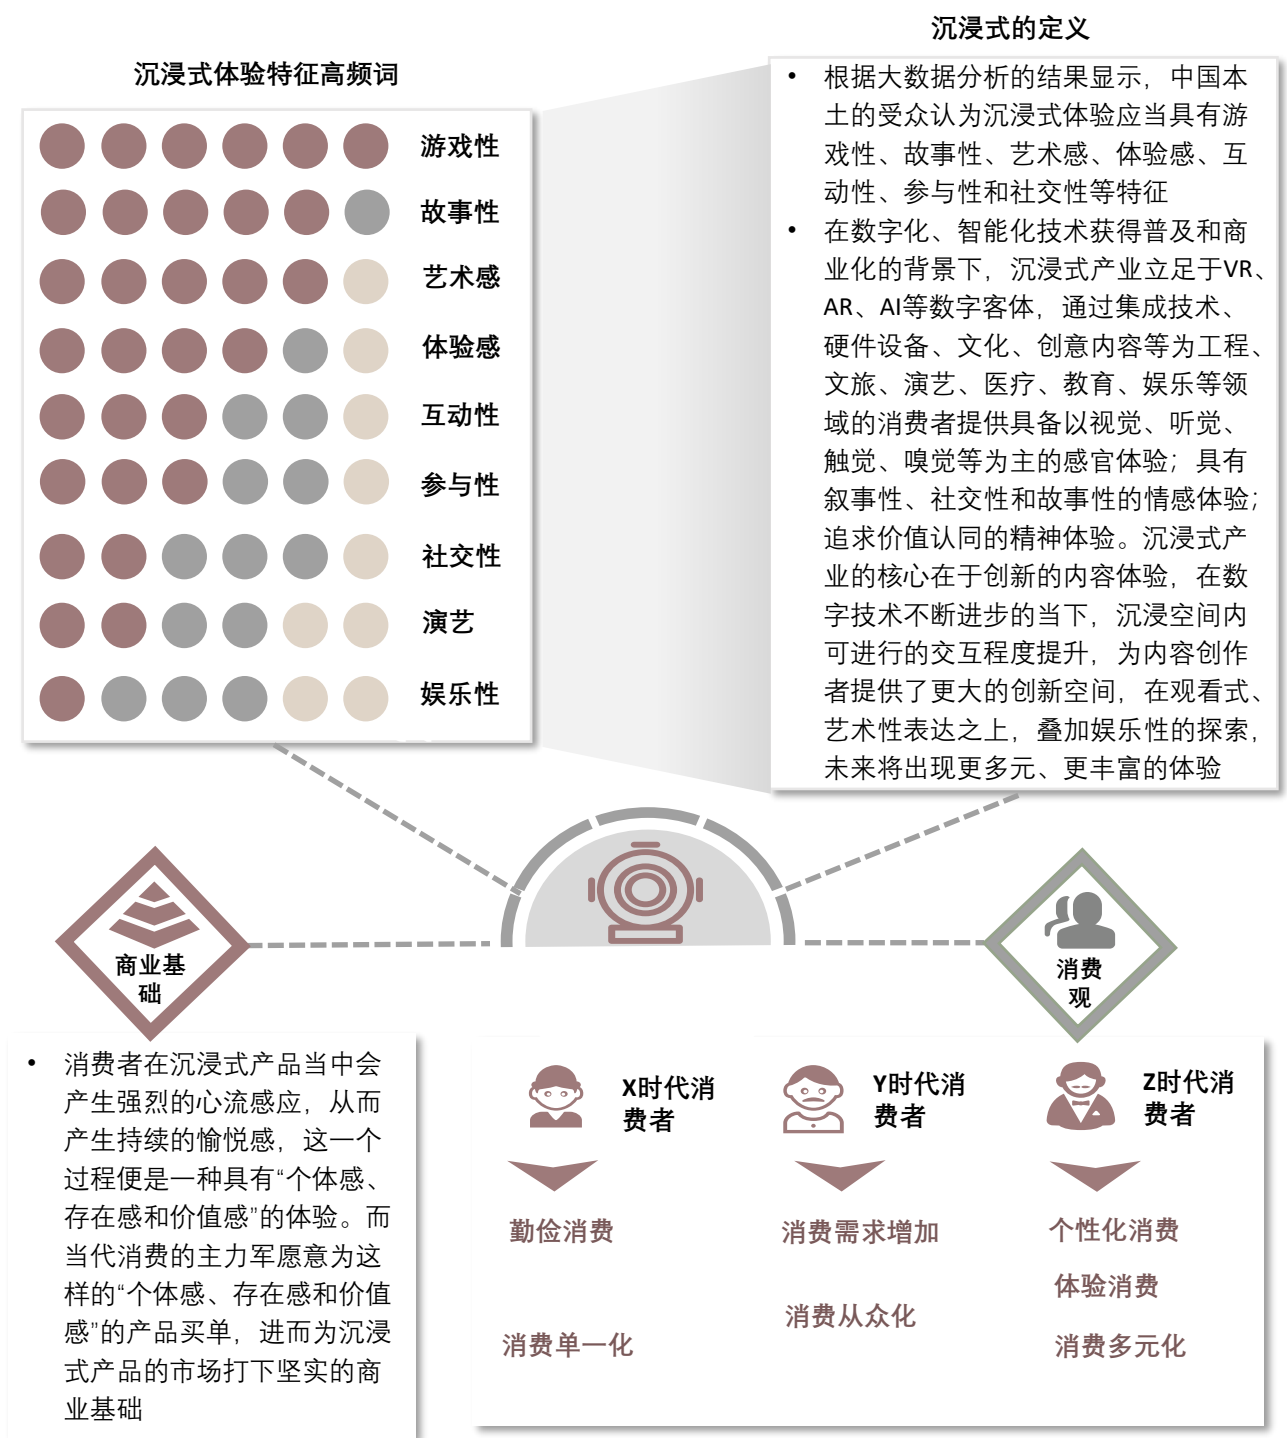 沉浸式体验特征高频词
游戏性
故事性
艺术感
体验感
互动性
参与性
社交性
演艺
娱乐性
沉浸式的定义
• 根据大数据分析的结果显示，中国本
土的受众认为沉浸式体验应当具有游
戏性、故事性、艺术感、体验感、互
动性、参与性和社交性等特征
• 在数字化、智能化技术获得普及和商
业化的背景下，沉浸式产业立足于VR、
AR、AI等数字客体，通过集成技术、
硬件设备、文化、创意内容等为工程、
文旅、演艺、医疗、教育、娱乐等领
域的消费者提供具备以视觉、听觉、
触觉、嗅觉等为主的感官体验；具有
叙事性、社交性和故事性的情感体验；
追求价值认同的精神体验。沉浸式产
业的核心在于创新的内容体验，在数
字技术不断进步的当下，沉浸空间内
可进行的交互程度提升，为内容创作
者提供了更大的创新空间，在观看式、
艺术性表达之上，叠加娱乐性的探索，
未来将出现更多元、更丰富的体验
商业基
础
• 消费者在沉浸式产品当中会
产生强烈的心流感应，从而
产生持续的愉悦感，这一个
过程便是一种具有“个体感、
存在感和价值感”的体验。而
当代消费的主力军愿意为这
样的“个体感、存在感和价值
感”的产品买单，进而为沉浸
式产品的市场打下坚实的商
业基础
消费
观
X时代消
费者
勤俭消费
消费单一化
Y时代消
费者
消费需求增加
消费从众化
Z时代消
费者
个性化消费
体验消费
消费多元化